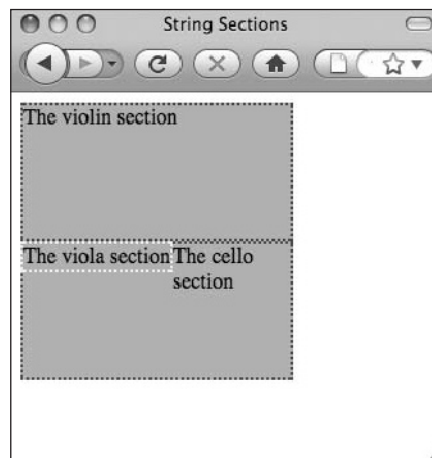 String Sections
The violin section
The viola section The cello
section